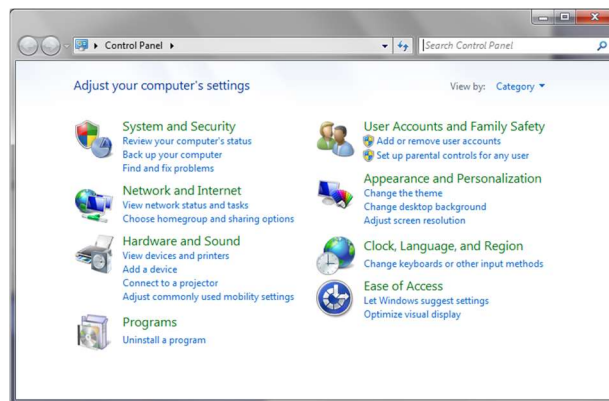 Control Panel
Search Control Panel
Adjust your computer's settings
View by: Category
System and Security
Review your computer's status
Back up your computer
Find and fix problems
Network and Internet
View network status and tasks
Choose homegroup and sharing options
Hardware and Sound
View devices and printers
Add a device
Connect to a projector
Adjust commonly used mobility settings
Programs
Uninstall a program
User Accounts and Family Safety
Add or remove user accounts
Set up parental controls for any user
Appearance and Personalization
Change the theme
Change desktop background
Adjust screen resolution
Clock, Language, and Region
Change keyboards or other input methods
Ease of Access
Let Windows suggest settings
Optimize visual display